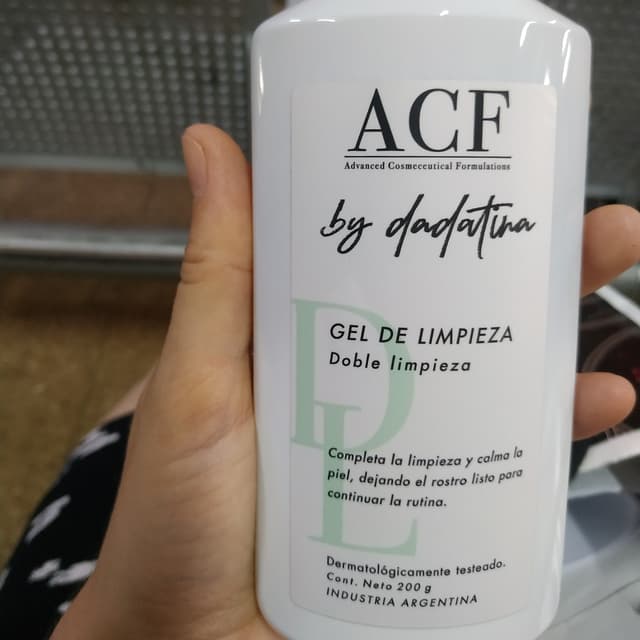 ACF
Advanced Cosmeceutical Formulations
by dadatina
DL
GEL DE LIMPIEZA
Doble limpieza
Completa la limpieza y calma la
piel, dejando el rostro listo para
continuar la rutina.
Dermatológicamente testeado.
Cont. Neto 200 g
INDUSTRIA ARGENTINA